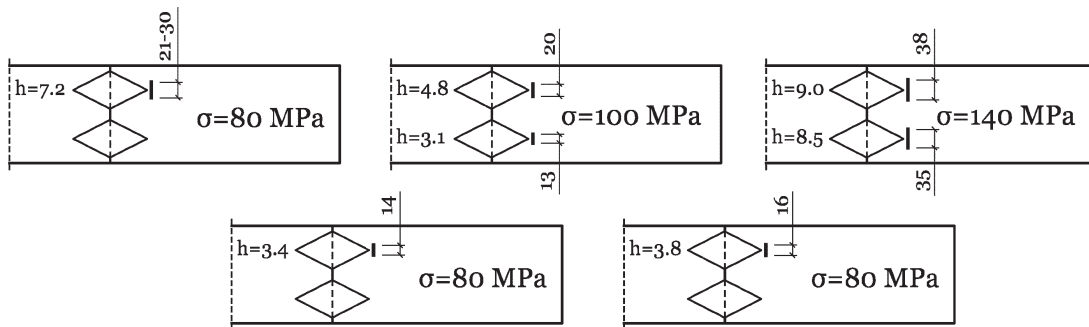 21-30
h=7.2
σ=80 MPa
20
h=4.8
h=3.1
σ=100 MPa
13
38
h=9.0
h=8.5
σ=140 MPa
35
14
h=3.4
σ=80 MPa
16
h=3.8
σ=80 MPa